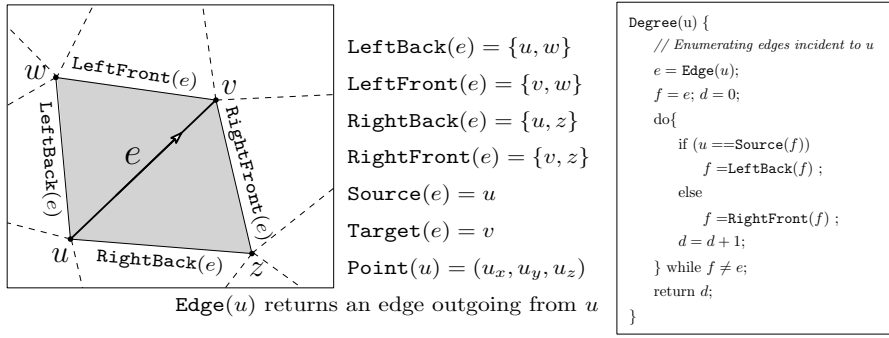 w
LeftFront(e)
v
LeftBack(e)
e
RightFront(e)
u
RightBack(e)
z
LeftBack(e) = {u, w}
LeftFront(e) = {v, w}
RightBack(e) = {u, z}
RightFront(e) = {v, z}
Source(e) = u
Target(e) = v
Point(u) = (u_x, u_y, u_z)
Edge(u) returns an edge outgoing from u
Degree(u) {
// Enumerating edges incident to u
e = Edge(u);
f = e; d = 0;
do{
if (u ==Source(f))
f =LeftBack(f) ;
else
f =RightFront(f) ;
d = d + 1;
} while f ≠ e;
return d;
}